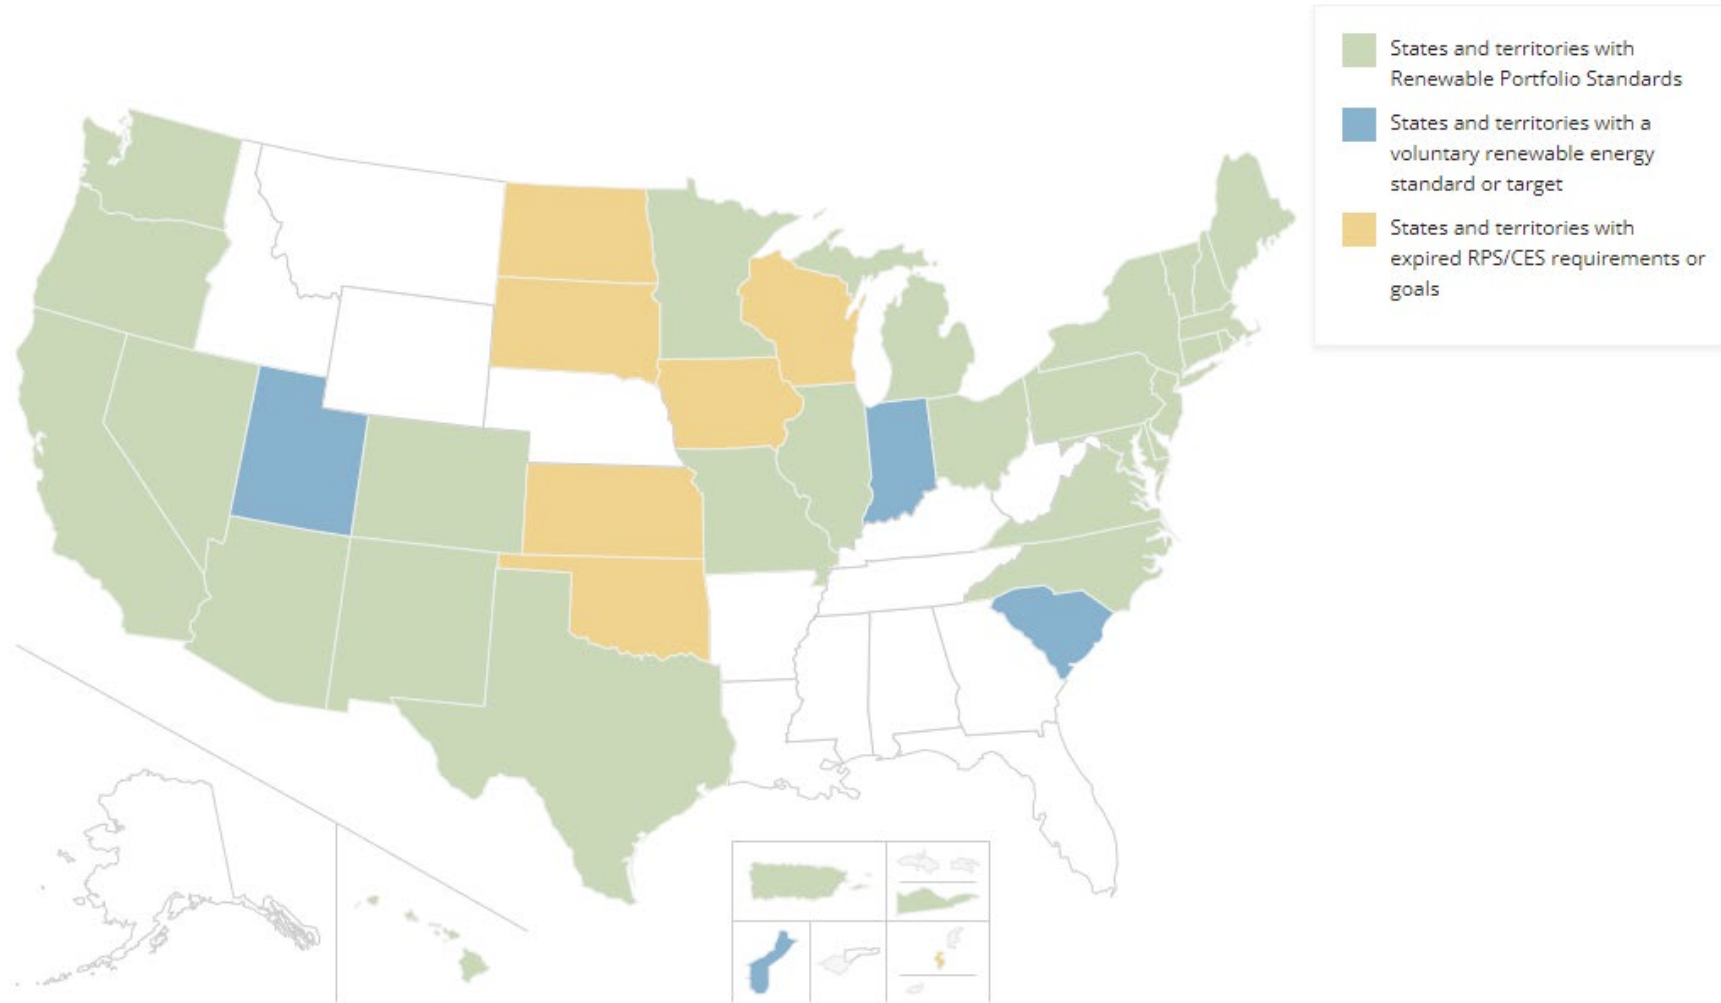 States and territories with
Renewable Portfolio Standards
States and territories with a
voluntary renewable energy
standard or target
States and territories with
expired RPS/CES requirements or
goals